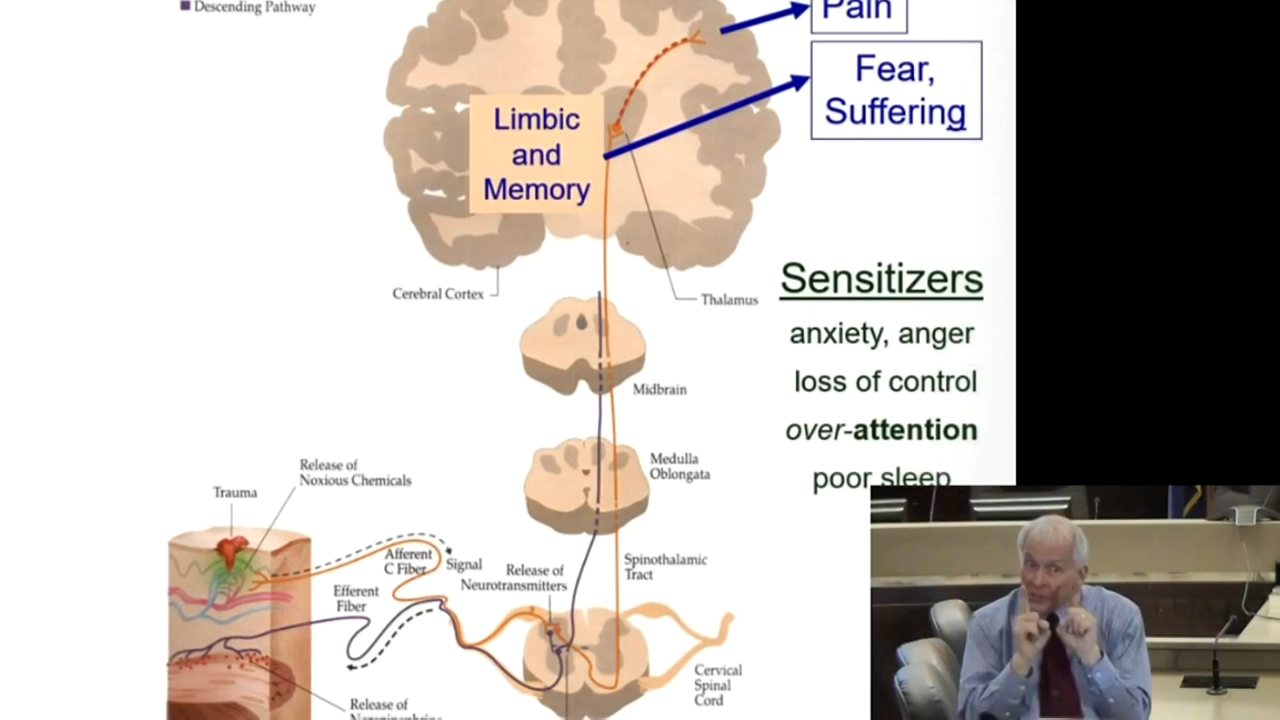 Descending Pathway
Pain
Fear,
Suffering
Limbic
and
Memory
Cerebral Cortex
Thalamus
Sensitizers
anxiety, anger
loss of control
over-attention
poor sleep
Midbrain
Medulla
Oblongata
Release of
Noxious Chemicals
Trauma
Afferent
C Fiber
Signal
Efferent
Fiber
Release of
Neurotransmitters
Spinothalamic
Tract
Cervical
Spinal
Cord
Release of
Norepinephrine